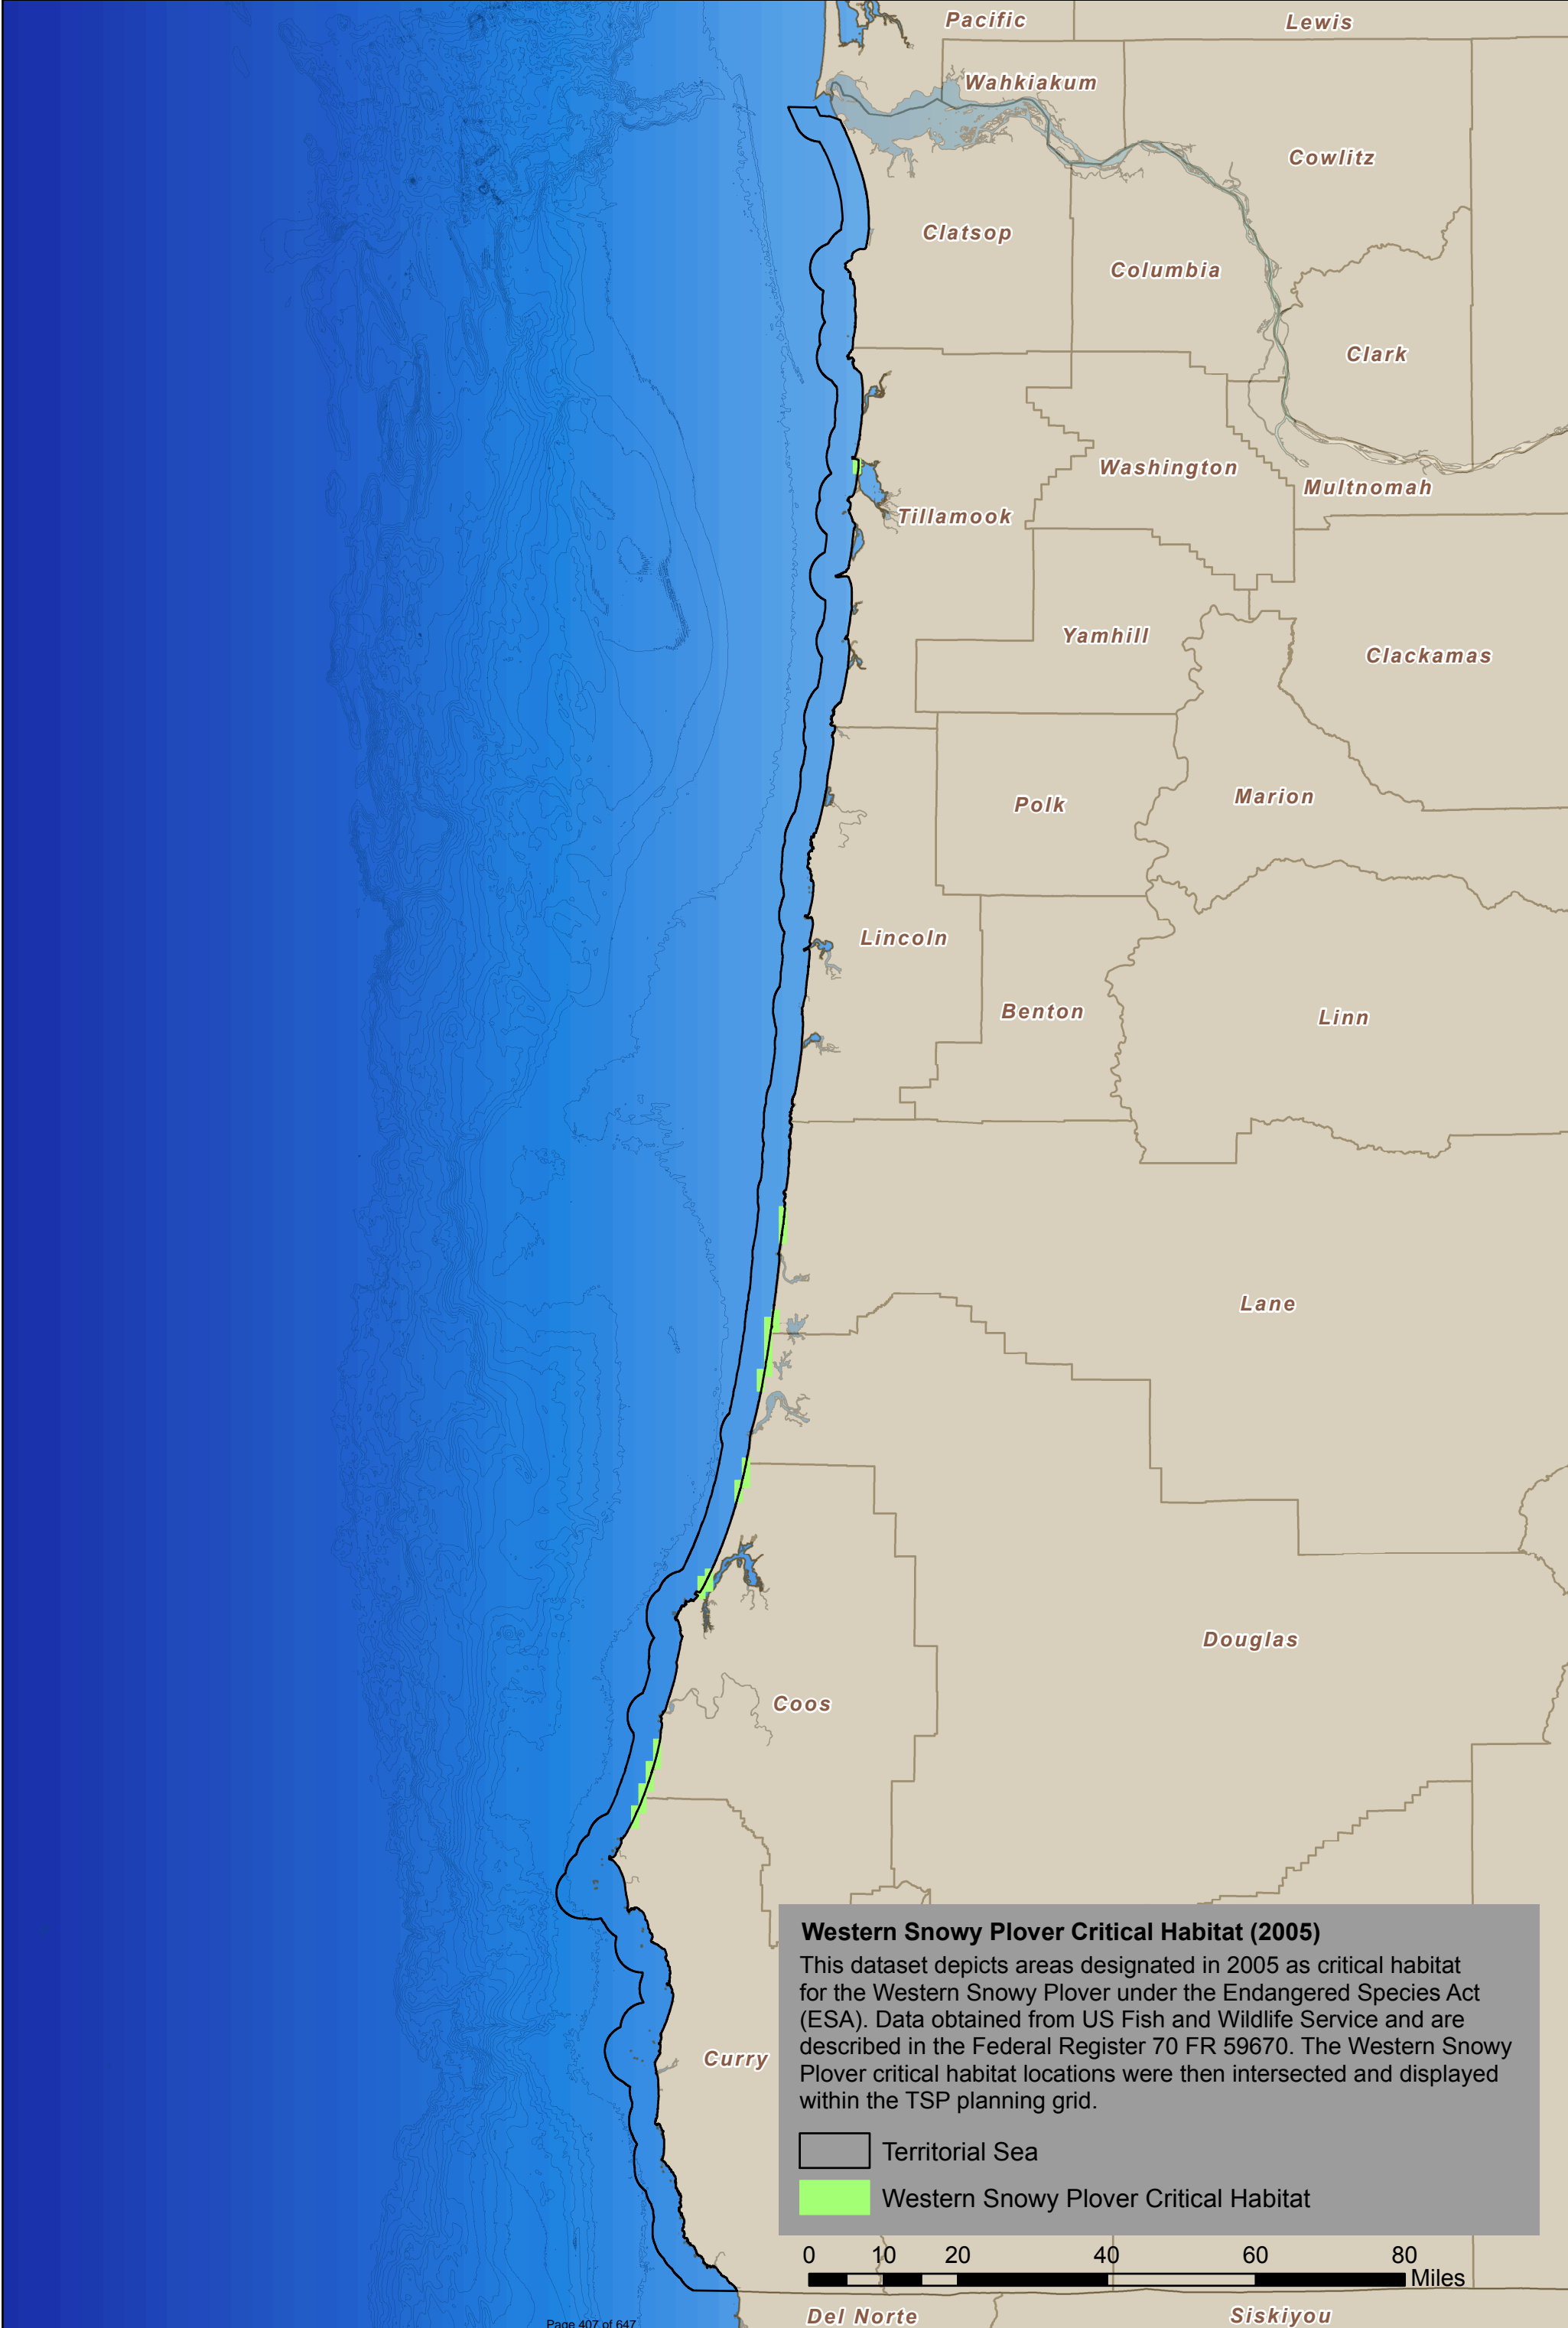 Pacific
Lewis
Wahkiakum
Cowlitz
Clatsop
Columbia
Clark
Washington
Multnomah
Tillamook
Yamhill
Clackamas
Polk
Marion
Lincoln
Benton
Linn
Lane
Douglas
Coos
Curry
Western Snowy Plover Critical Habitat (2005)
This dataset depicts areas designated in 2005 as critical habitat
for the Western Snowy Plover under the Endangered Species Act
(ESA). Data obtained from US Fish and Wildlife Service and are
described in the Federal Register 70 FR 59670. The Western Snowy
Plover critical habitat locations were then intersected and displayed
within the TSP planning grid.
Territorial Sea
Western Snowy Plover Critical Habitat
0 10 20 40 60 80
Miles
Del Norte
Siskiyou
Page 407 of 647